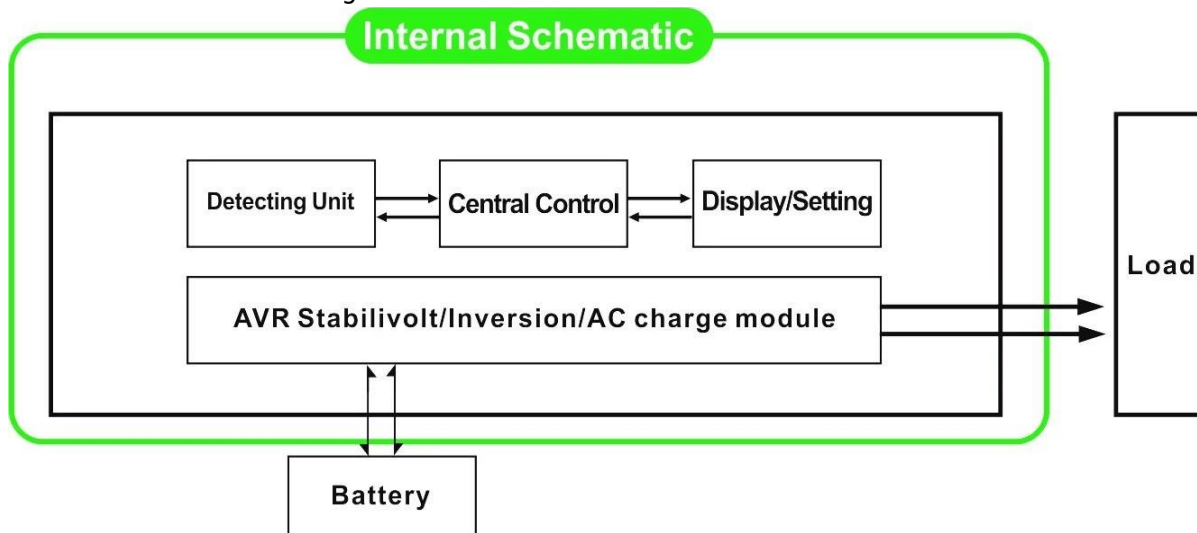 Internal Schematic
Detecting Unit
Central Control
Display/Setting
Load
AVR Stabilivolt/Inversion/AC charge module
Battery